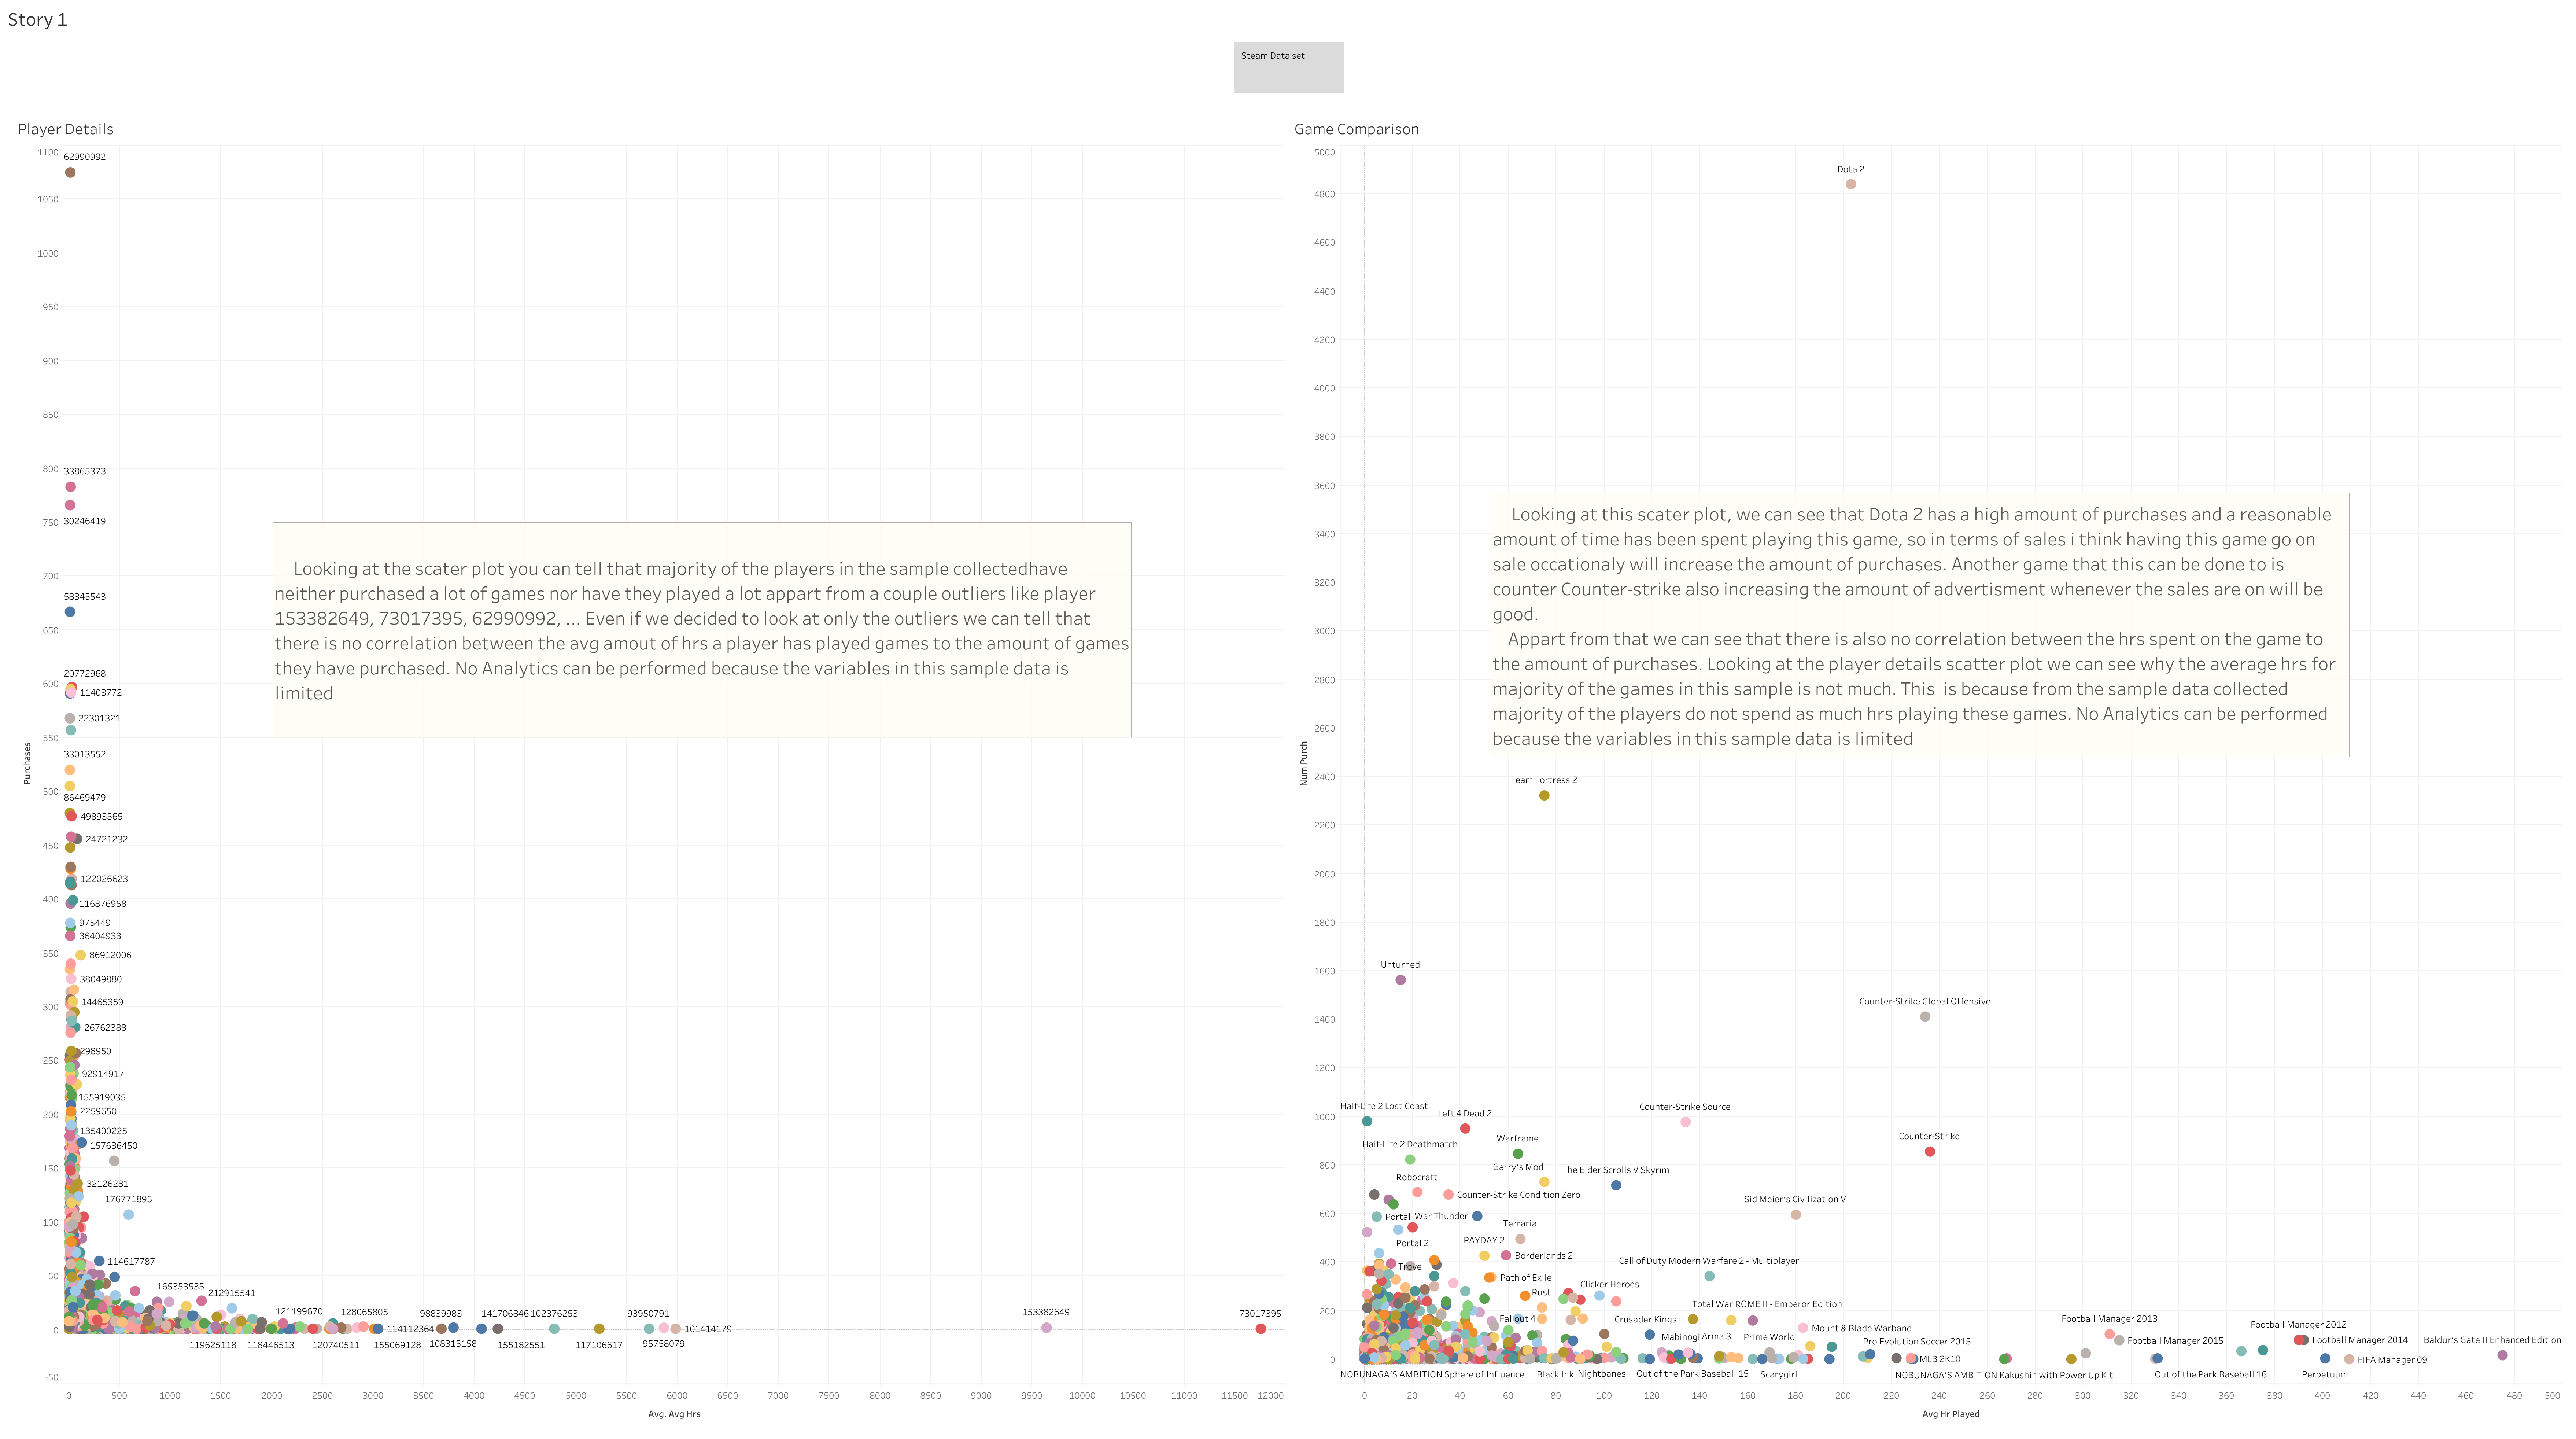 Story 1
Steam Data set
Player Details
1100
1050
1000
950
900
850
800
750
700
650
600
550
500
450
400
350
300
250
200
150
100
50
0
-50
Purchases
62990992
33865373
30246419
58345543
20772968
11403772
22301321
33013552
86469479
49893565
24721232
122026623
116876958
975449
36404933
86912006
38049880
14465359
26762388
298950
92914917
155919035
2259650
135400225
157636450
32126281
176771895
114617787
165353535
212915541
121199670
128065805
114112364
98839983
141706846
102376253
93950791
101414179
153382649
73017395
119625118
118446513
120740511
155069128
108315158
155182551
117106617
95758079
Looking at the scater plot you can tell that majority of the players in the sample collectedhave
neither purchased a lot of games nor have they played a lot appart from a couple outliers like player
153382649, 73017395, 62990992, ... Even if we decided to look at only the outliers we can tell that
there is no correlation between the avg amout of hrs a player has played games to the amount of games
they have purchased. No Analytics can be performed because the variables in this sample data is
limited
0 500 1000 1500 2000 2500 3000 3500 4000 4500 5000 5500 6000 6500 7000 7500 8000 8500 9000 9500 10000 10500 11000 11500 12000
Avg. Avg Hrs
Game Comparison
5000
4800
4600
4400
4200
4000
3800
3600
3400
3200
3000
2800
2600
2400
2200
2000
1800
1600
1400
1200
1000
800
600
400
200
0
Num Purch
Dota 2
Looking at this scater plot, we can see that Dota 2 has a high amount of purchases and a reasonable
amount of time has been spent playing this game, so in terms of sales i think having this game go on
sale occationaly will increase the amount of purchases. Another game that this can be done to is
counter Counter-strike also increasing the amount of advertisment whenever the sales are on will be
good.
Appart from that we can see that there is also no correlation between the hrs spent on the game to
the amount of purchases. Looking at the player details scatter plot we can see why the average hrs for
majority of the games in this sample is not much. This  is because from the sample data collected
majority of the players do not spend as much hrs playing these games. No Analytics can be performed
because the variables in this sample data is limited
Team Fortress 2
Unturned
Counter-Strike Global Offensive
Half-Life 2 Lost Coast
Left 4 Dead 2
Counter-Strike Source
Half-Life 2 Deathmatch
Warframe
Counter-Strike
Garry's Mod
The Elder Scrolls V Skyrim
Robocraft
Counter-Strike Condition Zero
Sid Meier's Civilization V
Portal
War Thunder
Terraria
Portal 2
PAYDAY 2
Borderlands 2
Trove
Call of Duty Modern Warfare 2 - Multiplayer
Path of Exile
Clicker Heroes
Rust
Total War ROME II - Emperor Edition
Fallout 4
Crusader Kings II
Mount & Blade Warband
Football Manager 2013
Football Manager 2012
Mabinogi
Arma 3
Prime World
Pro Evolution Soccer 2015
Football Manager 2015
Football Manager 2014
Baldur's Gate II Enhanced Edition
MLB 2K10
FIFA Manager 09
NOBUNAGA'S AMBITION Sphere of Influence
Black Ink
Nightbanes
Out of the Park Baseball 15
Scarygirl
NOBUNAGA'S AMBITION Kakushin with Power Up Kit
Out of the Park Baseball 16
Perpetuum
0 20 40 60 80 100 120 140 160 180 200 220 240 260 280 300 320 340 360 380 400 420 440 460 480 500
Avg Hr Played